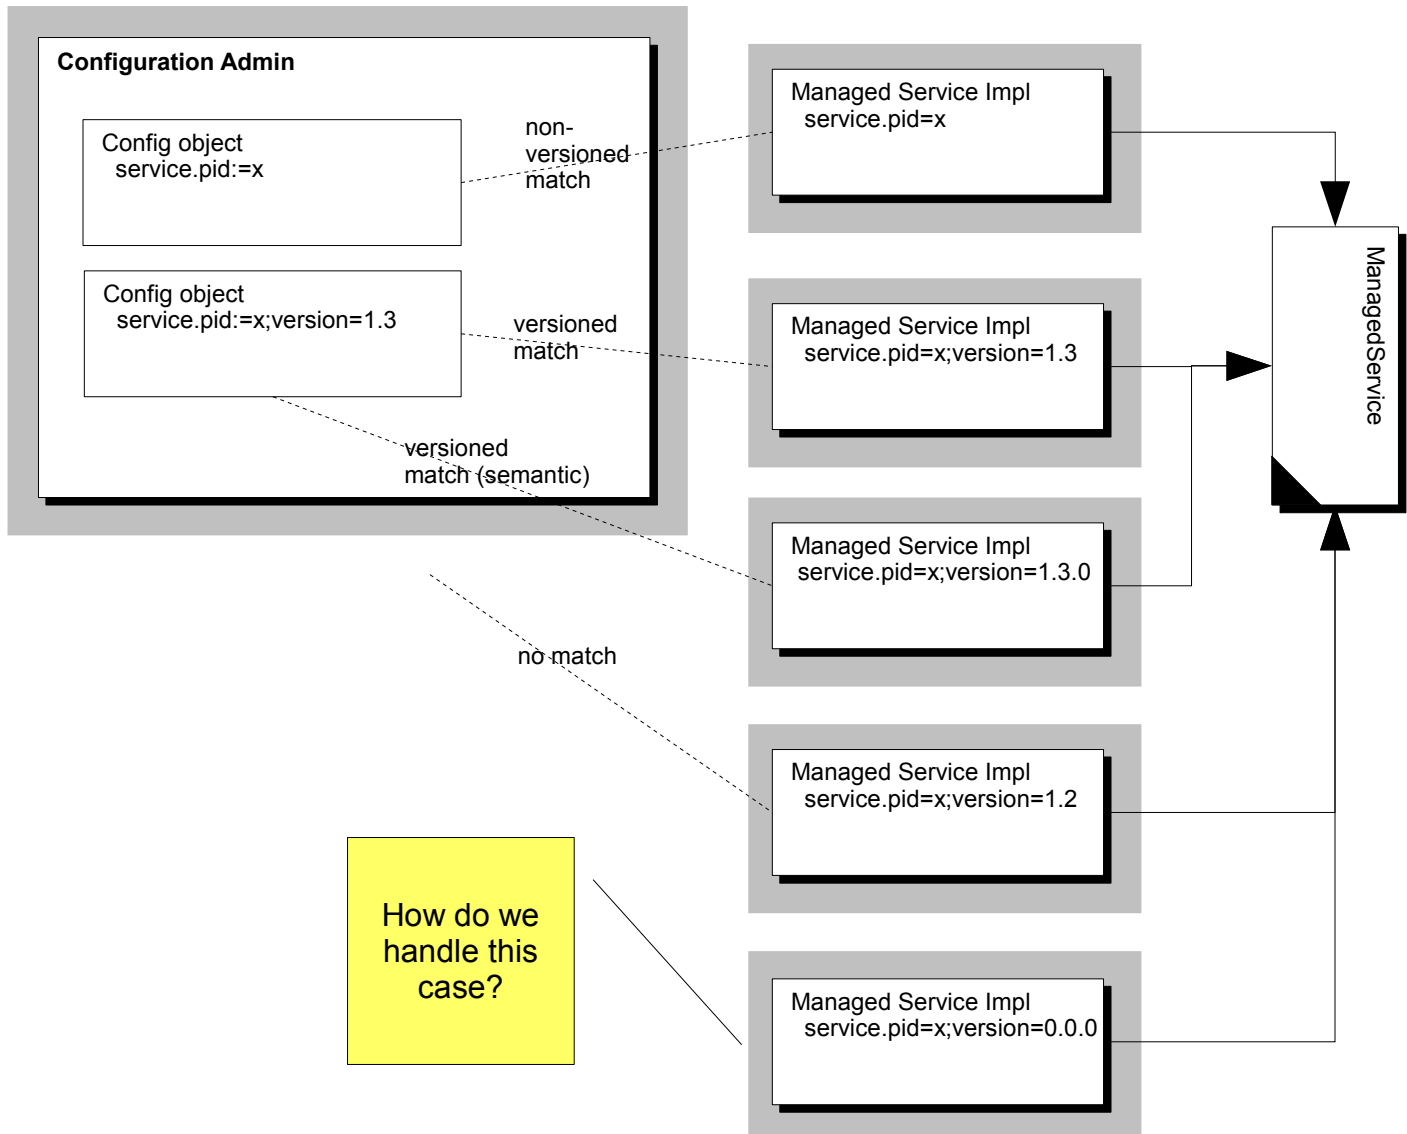 Configuration Admin
Config object
service.pid:=x
non-
versioned
match
Config object
service.pid:=x;version=1.3
versioned
match
versioned
match (semantic)
no match
How do we
handle this
case?
Managed Service Impl
service.pid=x
Managed Service Impl
service.pid=x;version=1.3
Managed Service Impl
service.pid=x;version=1.3.0
Managed Service Impl
service.pid=x;version=1.2
Managed Service Impl
service.pid=x;version=0.0.0
ManagedService